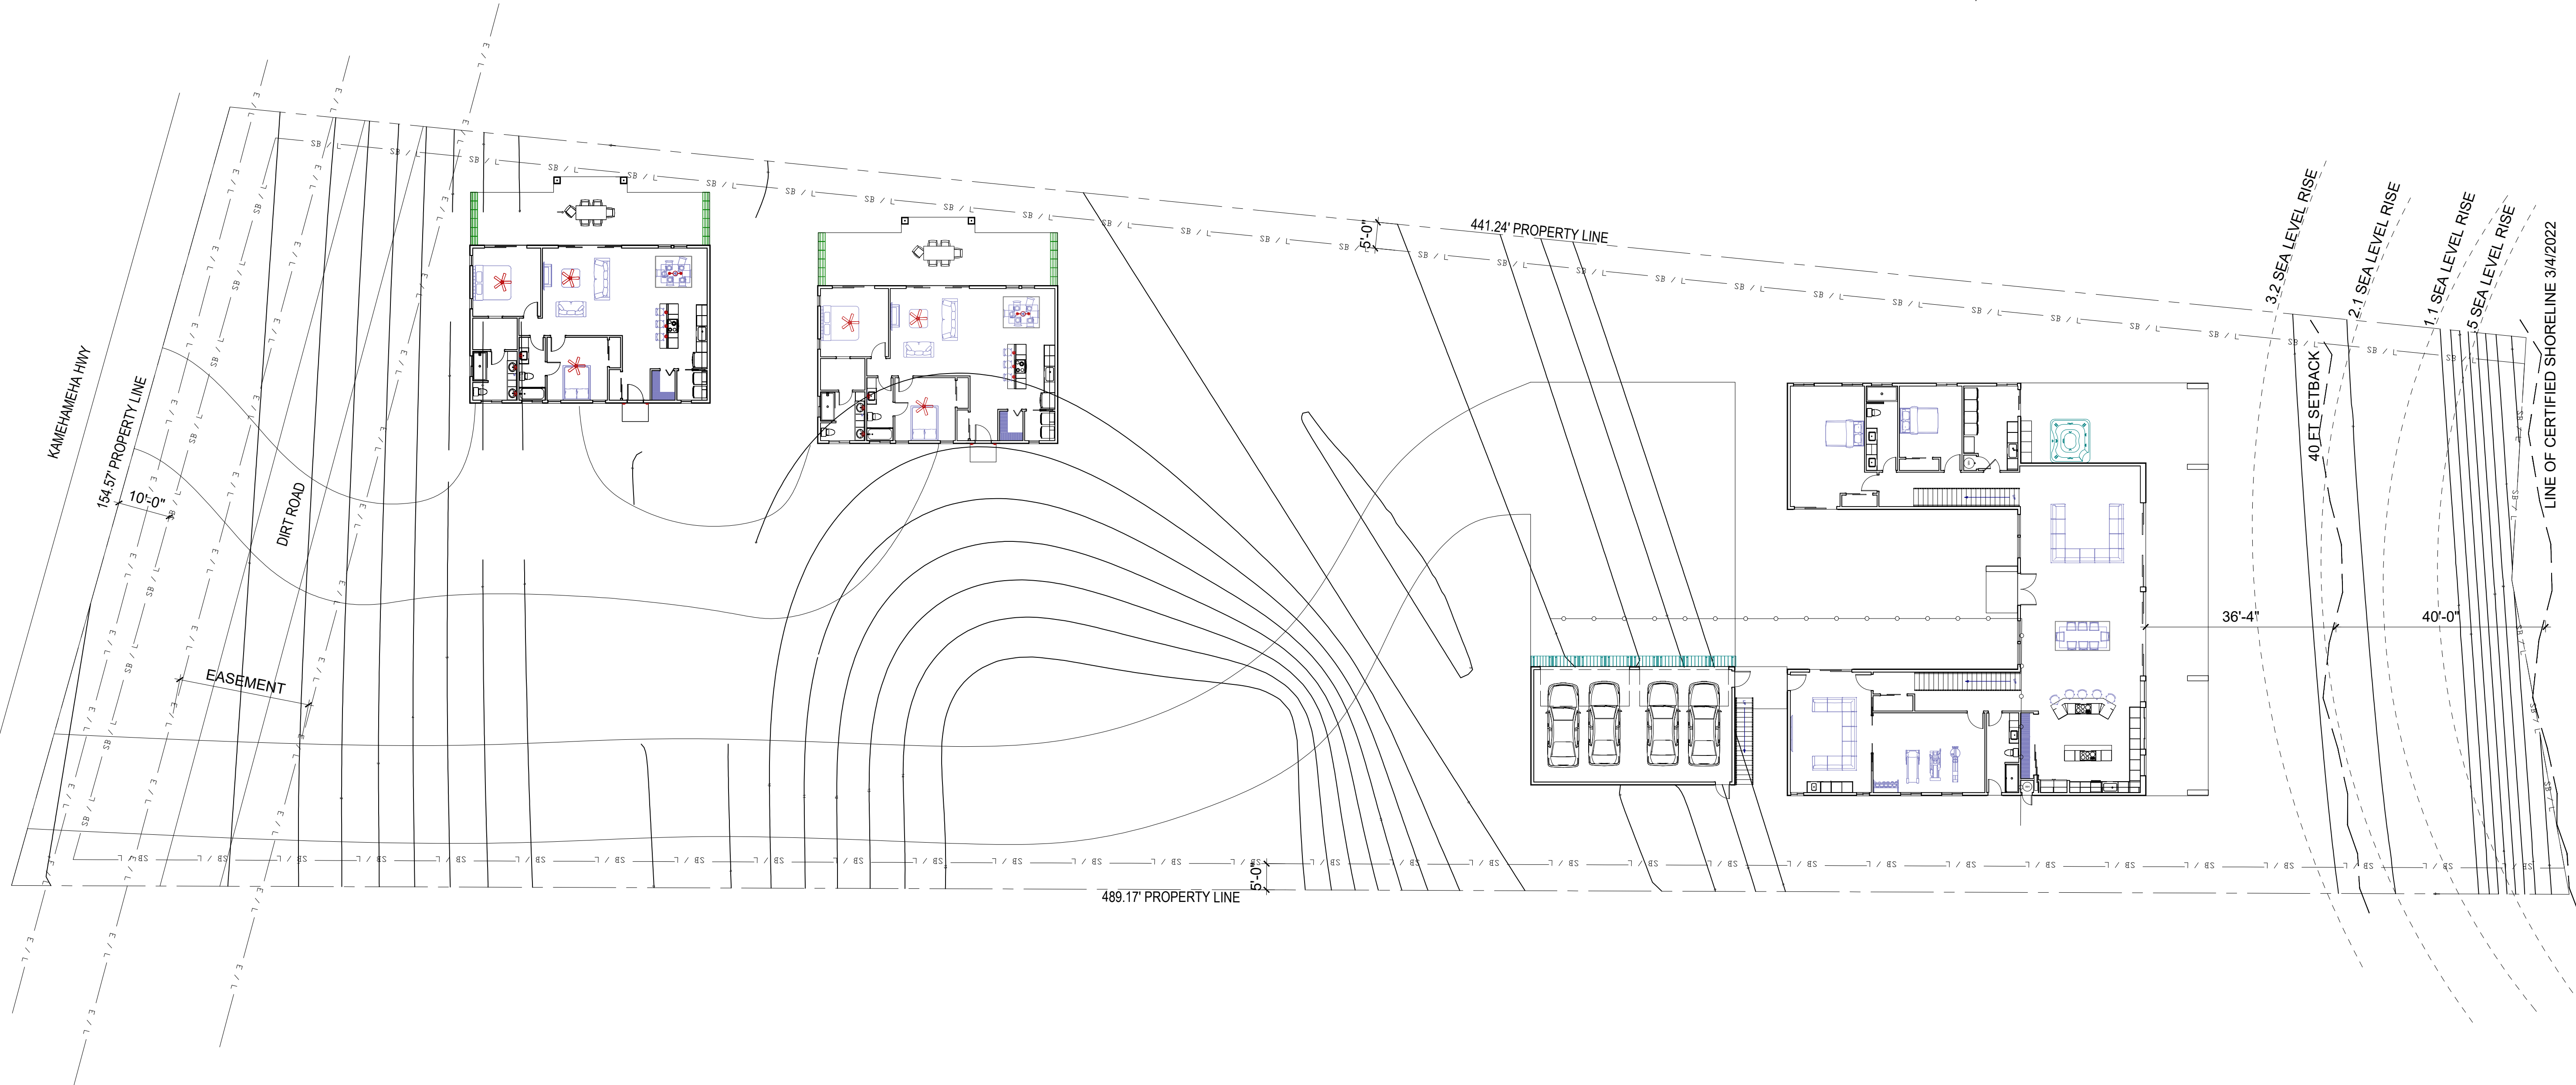 KAMEHAMEHA HWY
154.57' PROPERTY LINE
10'-0"
EASEMENT
DIRT ROAD
441.24' PROPERTY LINE
5'-0"
489.17' PROPERTY LINE
5'-0"
3.2 SEA LEVEL RISE
2.1 SEA LEVEL RISE
1.1 SEA LEVEL RISE
.5 SEA LEVEL RISE
LINE OF CERTIFIED SHORELINE 3/4/2022
40 FT SETBACK
36'-4"
40'-0"
SB / L
E / L